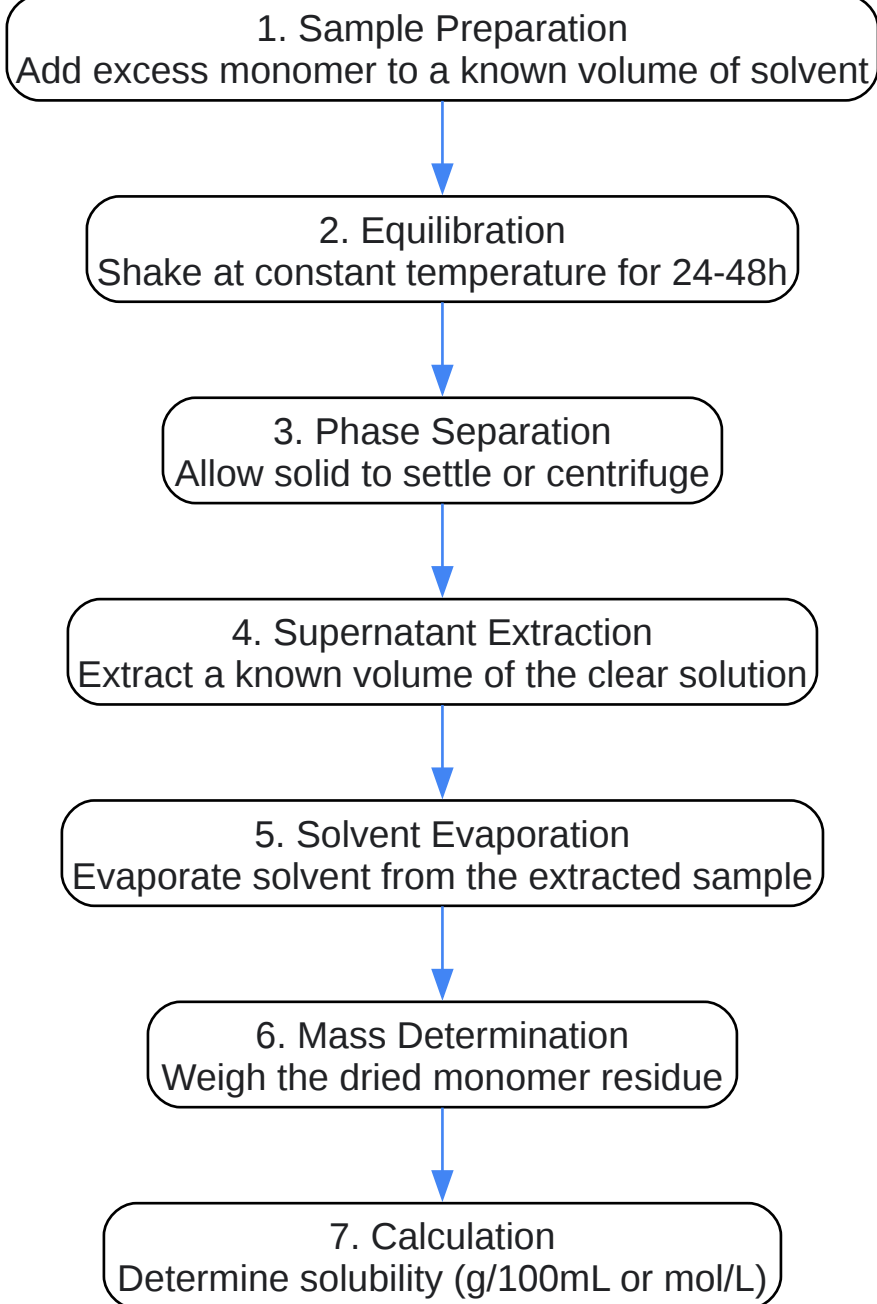 1. Sample Preparation
Add excess monomer to a known volume of solvent
2. Equilibration
Shake at constant temperature for 24-48h
3. Phase Separation
Allow solid to settle or centrifuge
4. Supernatant Extraction
Extract a known volume of the clear solution
5. Solvent Evaporation
Evaporate solvent from the extracted sample
6. Mass Determination
Weigh the dried monomer residue
7. Calculation
Determine solubility (g/100mL or mol/L)